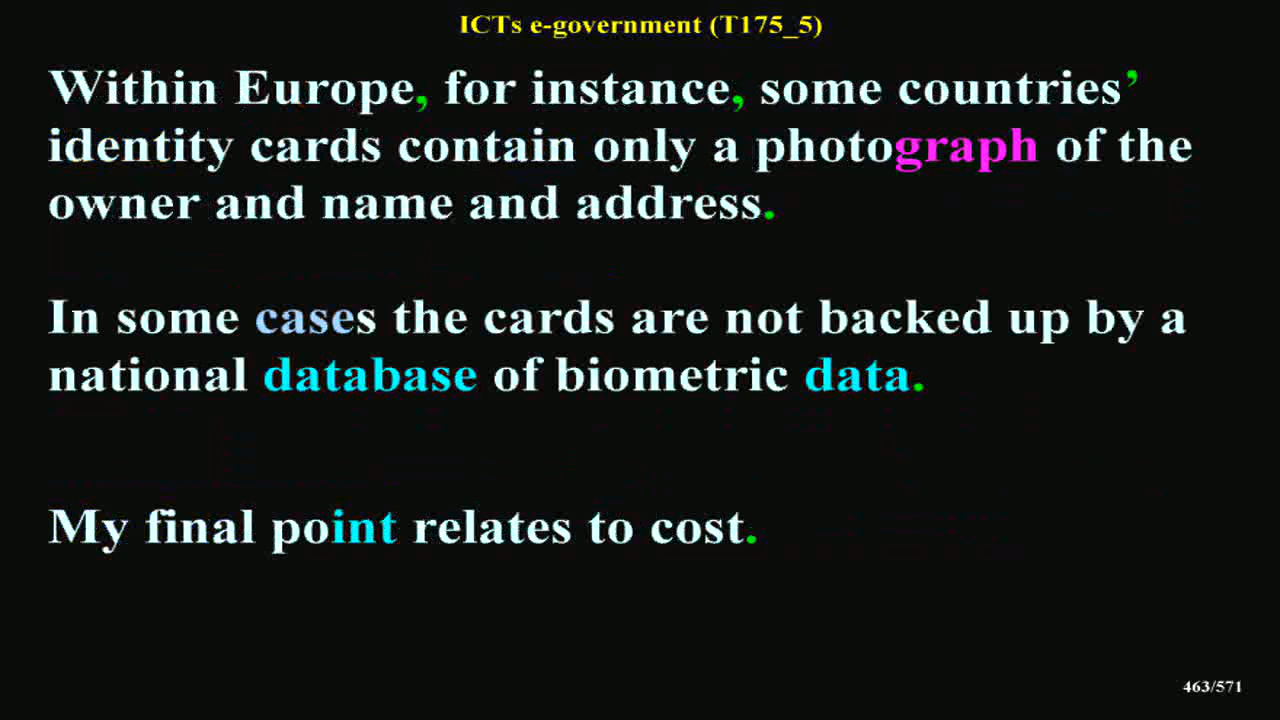 ICTs e-government (T175_5)
Within Europe, for instance, some countries’
identity cards contain only a photograph of the
owner and name and address.
In some cases the cards are not backed up by a
national database of biometric data.
My final point relates to cost.
463/571